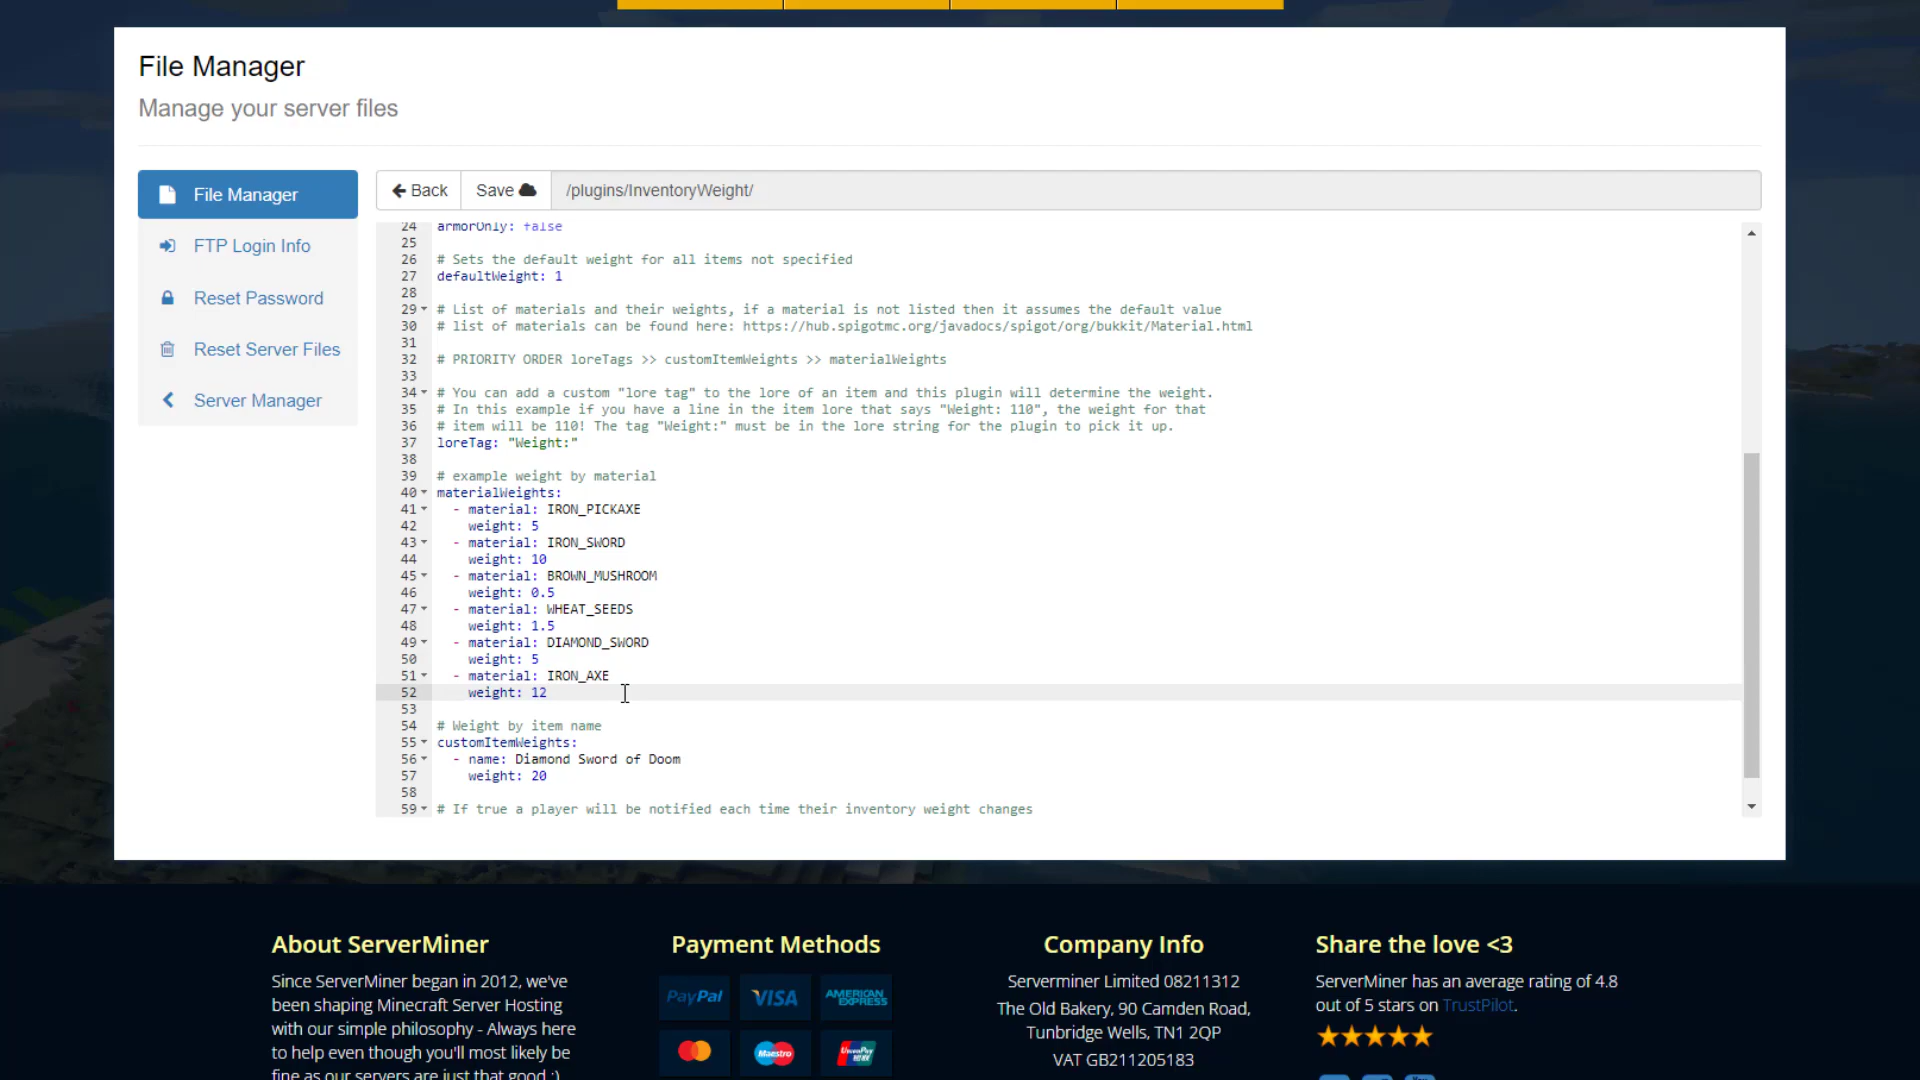 File Manager
Manage your server files
File Manager
FTP Login Info
Reset Password
Reset Server Files
Server Manager
Back
Save
/plugins/InventoryWeight/
24 armorOnly: false
25
26 # Sets the default weight for all items not specified
27 defaultWeight: 1
28
29 # List of materials and their weights, if a material is not listed then it assumes the default value
30 # list of materials can be found here: https://hub.spigotmc.org/javadocs/spigot/org/bukkit/Material.html
31
32 # PRIORITY ORDER loreTags >> customItemWeights >> materialWeights
33
34 # You can add a custom "lore tag" to the lore of an item and this plugin will determine the weight.
35 # In this example if you have a line in the item lore that says "Weight: 110", the weight for that
36 # item will be 110! The tag "Weight:" must be in the lore string for the plugin to pick it up.
37 loreTag: "Weight:"
38
39 # example weight by material
40 materialWeights:
41 - material: IRON_PICKAXE
42 weight: 5
43 - material: IRON_SWORD
44 weight: 10
45 - material: BROWN_MUSHROOM
46 weight: 0.5
47 - material: WHEAT_SEEDS
48 weight: 1.5
49 - material: DIAMOND_SWORD
50 weight: 5
51 - material: IRON_AXE
52 weight: 12
53
54 # Weight by item name
55 customItemWeights:
56 - name: Diamond Sword of Doom
57 weight: 20
58
59 # If true a player will be notified each time their inventory weight changes
About ServerMiner
Since ServerMiner began in 2012, we've
been shaping Minecraft Server Hosting
with our simple philosophy - Always here
to help even though you'll most likely be
fine as our servers are just that good :)
Payment Methods
PayPal
VISA
AMERICAN EXPRESS
Maestro
UnionPay
Company Info
Serverminer Limited 08211312
The Old Bakery, 90 Camden Road,
Tunbridge Wells, TN1 2QP
VAT GB211205183
Share the love <3
ServerMiner has an average rating of 4.8
out of 5 stars on TrustPilot.